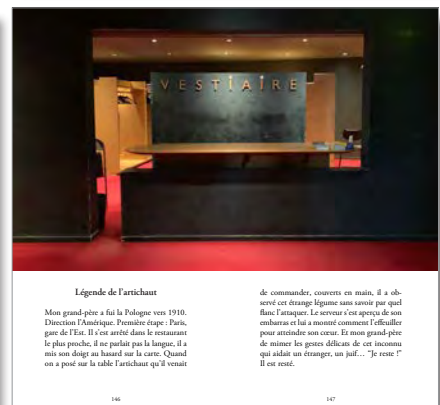 VESTIAIRE
Légende de l'artichaut
Mon grand-père a fui la Pologne vers 1910.
Direction l'Amérique. Première étape : Paris,
gare de l'Est. Il s'est arrêté dans le restaurant
le plus proche, il ne parlait pas la langue, il a
mis son doigt au hasard sur la carte. Quand
on a posé sur la table l'artichaut qu'il venait
146
de commander, couverts en main, il a ob-
servé cet étrange légume sans savoir par quel
flanc l'attaquer. Le serveur s'est aperçu de son
embarras et lui a montré comment l'effeuiller
pour atteindre son cœur. Et mon grand-père
de mimer les gestes délicats de cet inconnu
qui aidait un étranger, un juif… "Je reste !"
Il est resté.
147